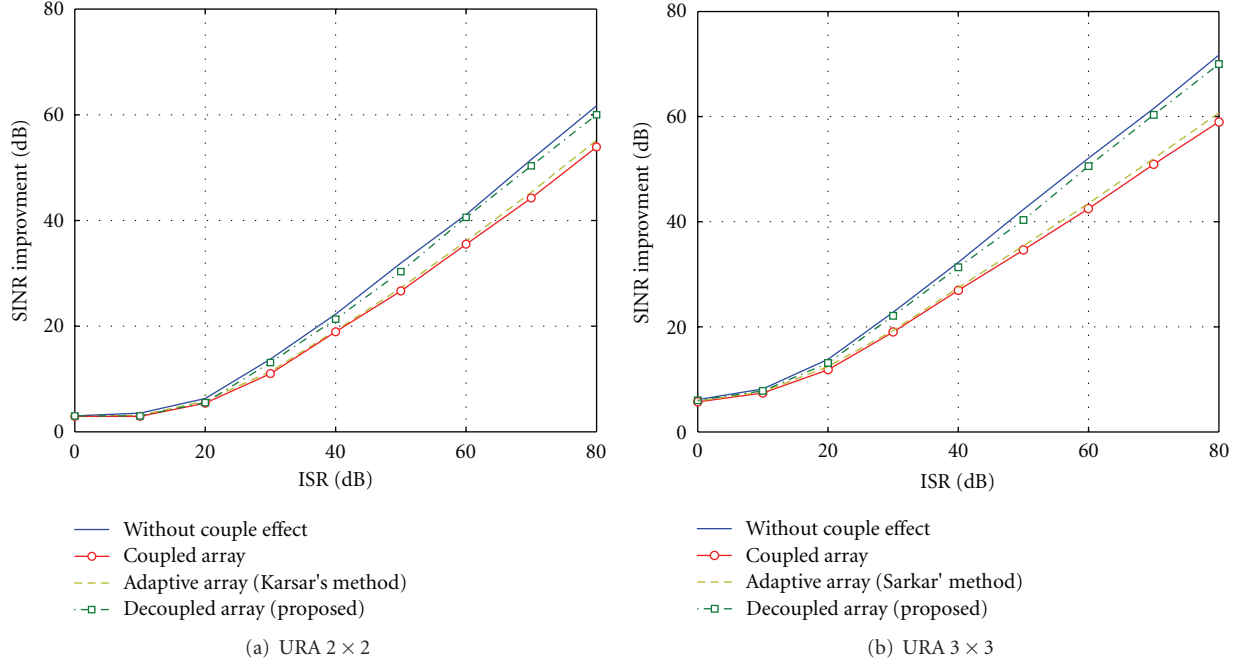 80
60
40
20
0
SINR improvment (dB)
0
20
40
60
80
ISR (dB)
Without couple effect
Coupled array
Adaptive array (Karsar's method)
Decoupled array (proposed)
(a) URA 2 × 2
80
60
40
20
0
SINR improvment (dB)
0
20
40
60
80
ISR (dB)
Without couple effect
Coupled array
Adaptive array (Sarkar' method)
Decoupled array (proposed)
(b) URA 3 × 3